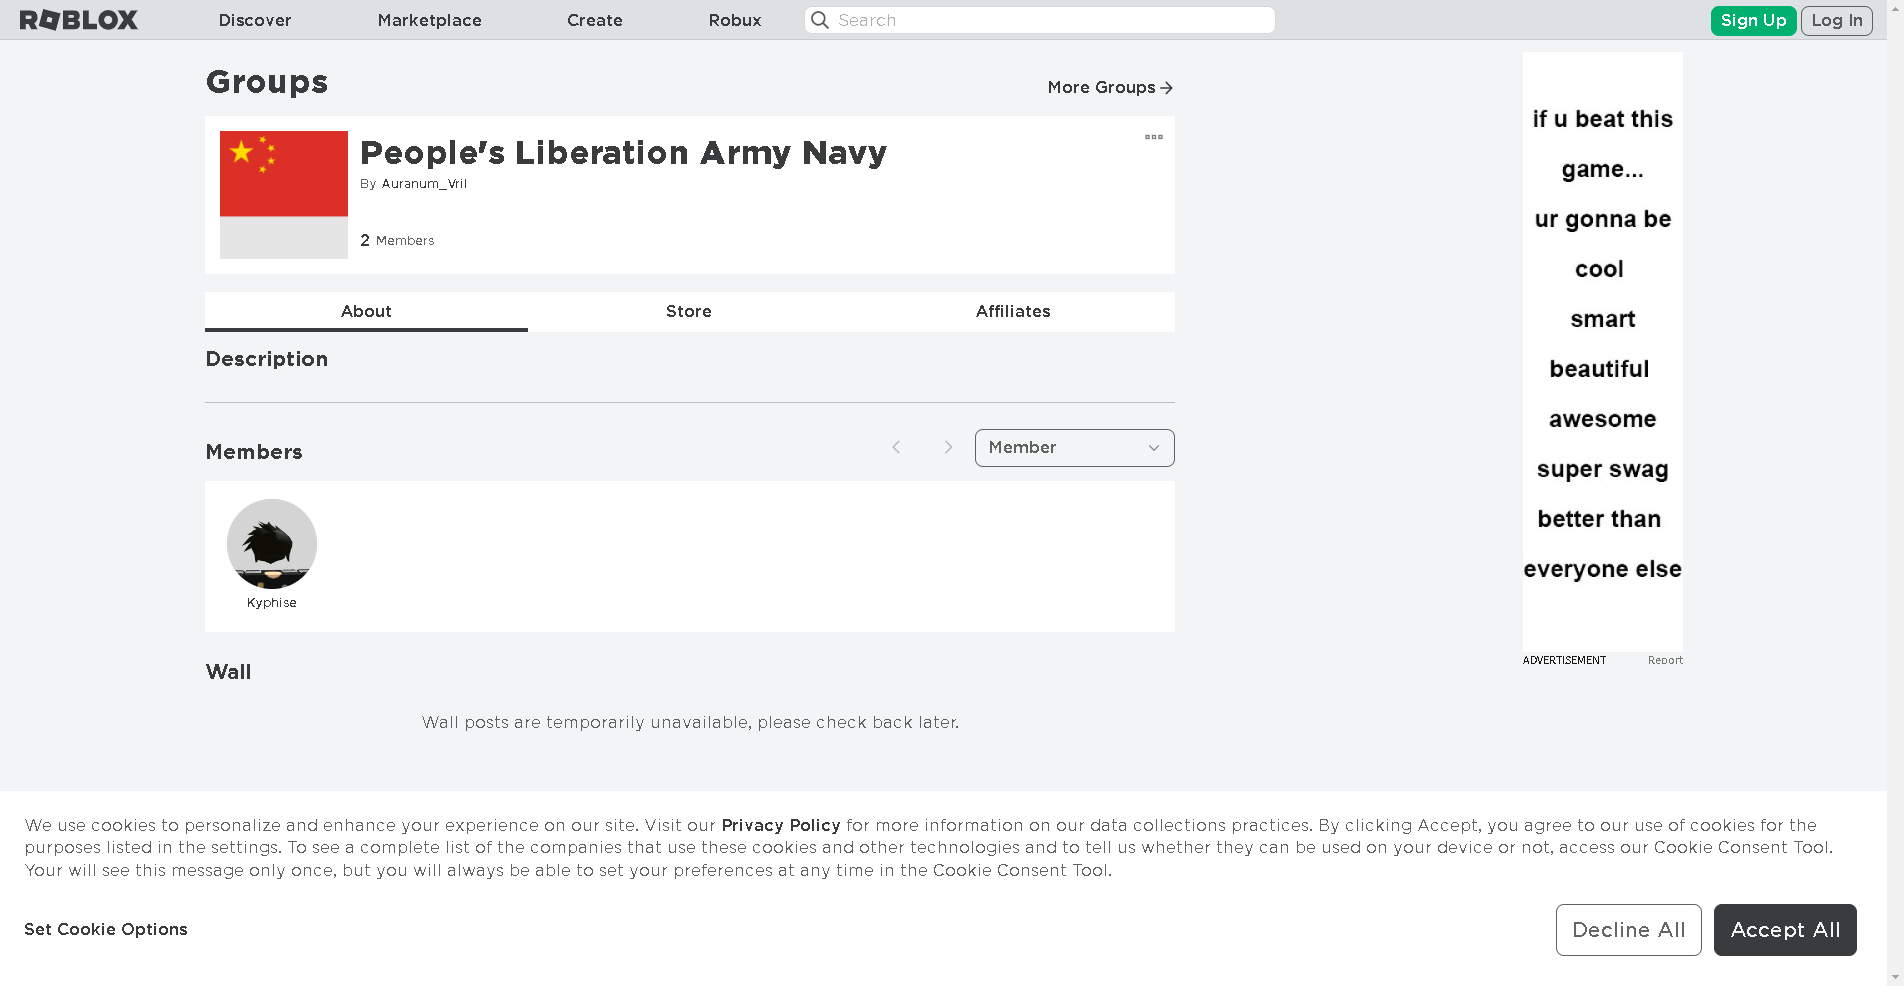 ROBLOX
Discover
Marketplace
Create
Robux
Search
Sign Up
Log In
Groups
More Groups
People's Liberation Army Navy
By Auranum_Vril
2 Members
About
Store
Affiliates
Description
Members
Member
Kyphise
Wall
Wall posts are temporarily unavailable, please check back later.
if u beat this
game...
ur gonna be
cool
smart
beautiful
awesome
super swag
better than
everyone else
ADVERTISEMENT
Report
We use cookies to personalize and enhance your experience on our site. Visit our Privacy Policy for more information on our data collections practices. By clicking Accept, you agree to our use of cookies for the
purposes listed in the settings. To see a complete list of the companies that use these cookies and other technologies and to tell us whether they can be used on your device or not, access our Cookie Consent Tool.
Your will see this message only once, but you will always be able to set your preferences at any time in the Cookie Consent Tool.
Set Cookie Options
Decline All
Accept All